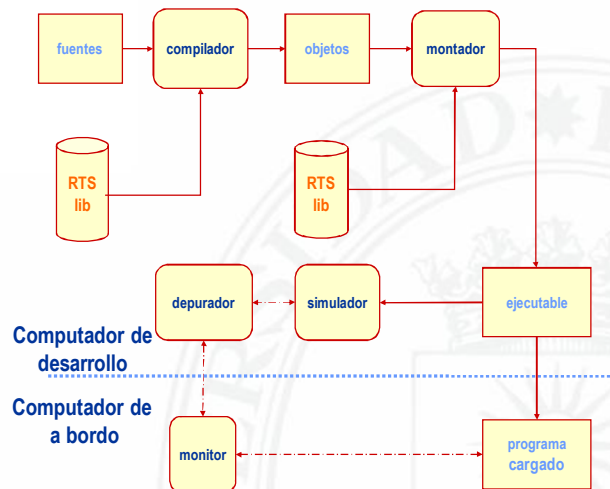 fuentes
compilador
objetos
montador
RTS
lib
RTS
lib
depurador
simulador
ejecutable
Computador de
desarrollo
Computador de
a bordo
monitor
programa
cargado